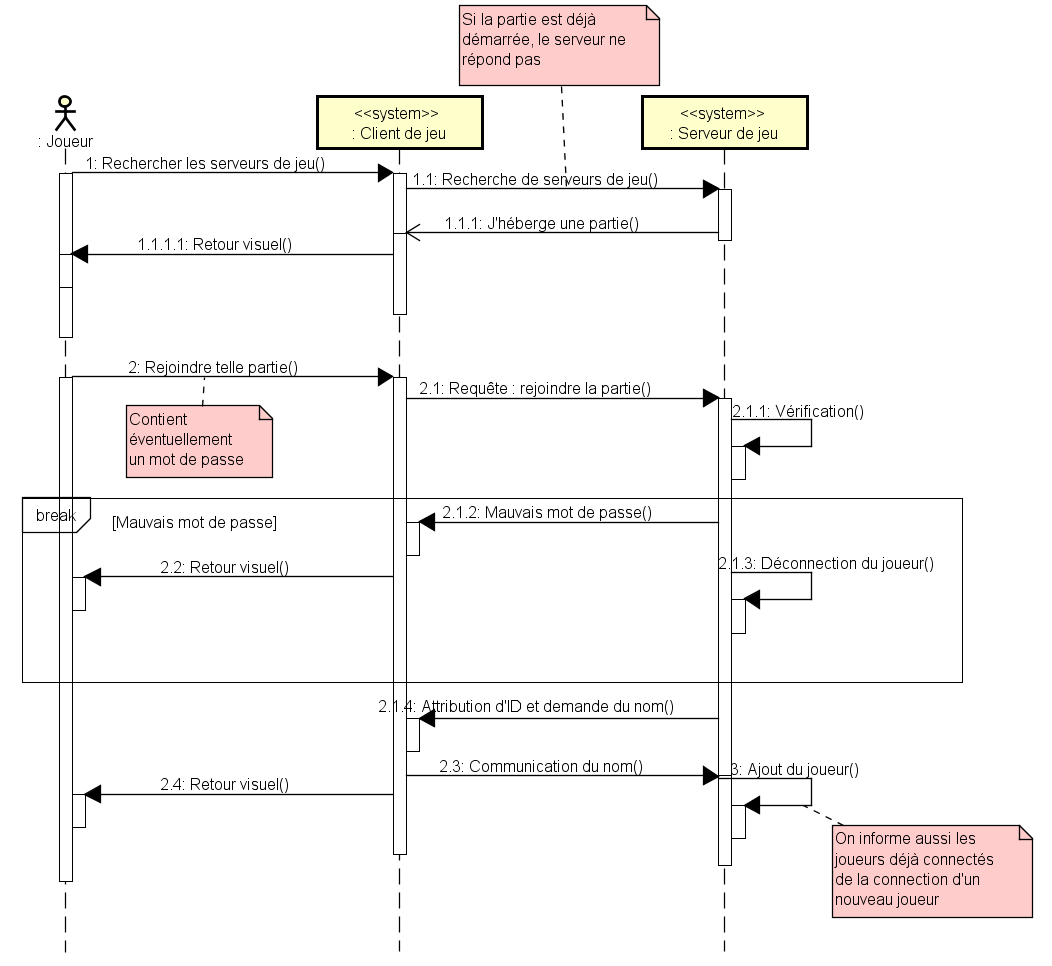 Si la partie est déjà
démarrée, le serveur ne
répond pas
<<system>>
: Client de jeu
<<system>>
: Serveur de jeu
: Joueur
1: Rechercher les serveurs de jeu()
1.1: Recherche de serveurs de jeu()
1.1.1: J'héberge une partie()
1.1.1.1: Retour visuel()
2: Rejoindre telle partie()
2.1: Requête : rejoindre la partie()
2.1.1: Vérification()
Contient
éventuellement
un mot de passe
break
[Mauvais mot de passe]
2.1.2: Mauvais mot de passe()
2.2: Retour visuel()
2.1.3: Déconnection du joueur()
2.1.4: Attribution d'ID et demande du nom()
2.3: Communication du nom()
3: Ajout du joueur()
2.4: Retour visuel()
On informe aussi les
joueurs déjà connectés
de la connection d'un
nouveau joueur